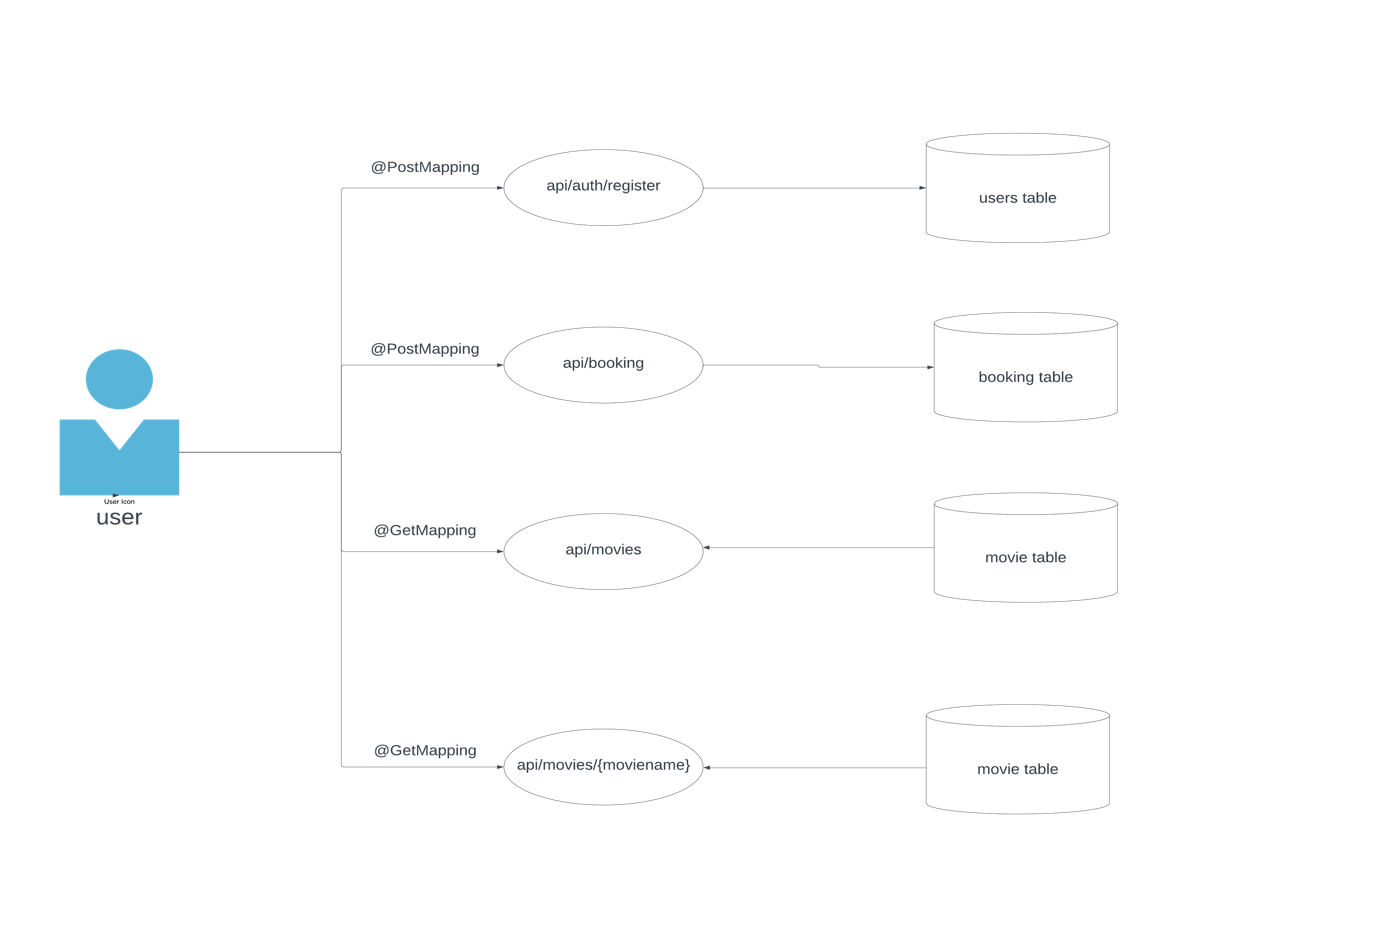 @PostMapping
api/auth/register
users table
@PostMapping
api/booking
booking table
User Icon
user
@GetMapping
api/movies
movie table
@GetMapping
api/movies/{moviename}
movie table